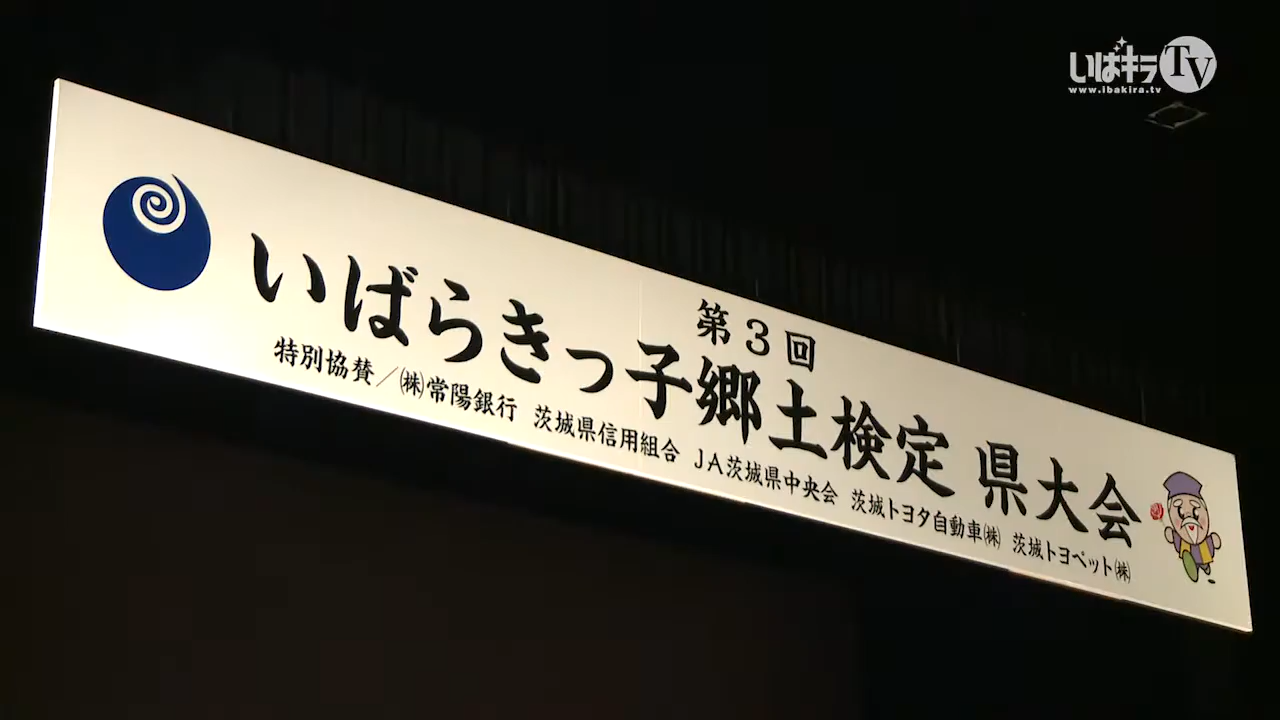 いばキラTV
www.ibakira.tv
第3回
いばらきっ子郷土検定 県大会
特別協賛／㈱常陽銀行 茨城県信用組合 JA茨城県中央会 茨城トヨタ自動車㈱ 茨城トヨペット㈱